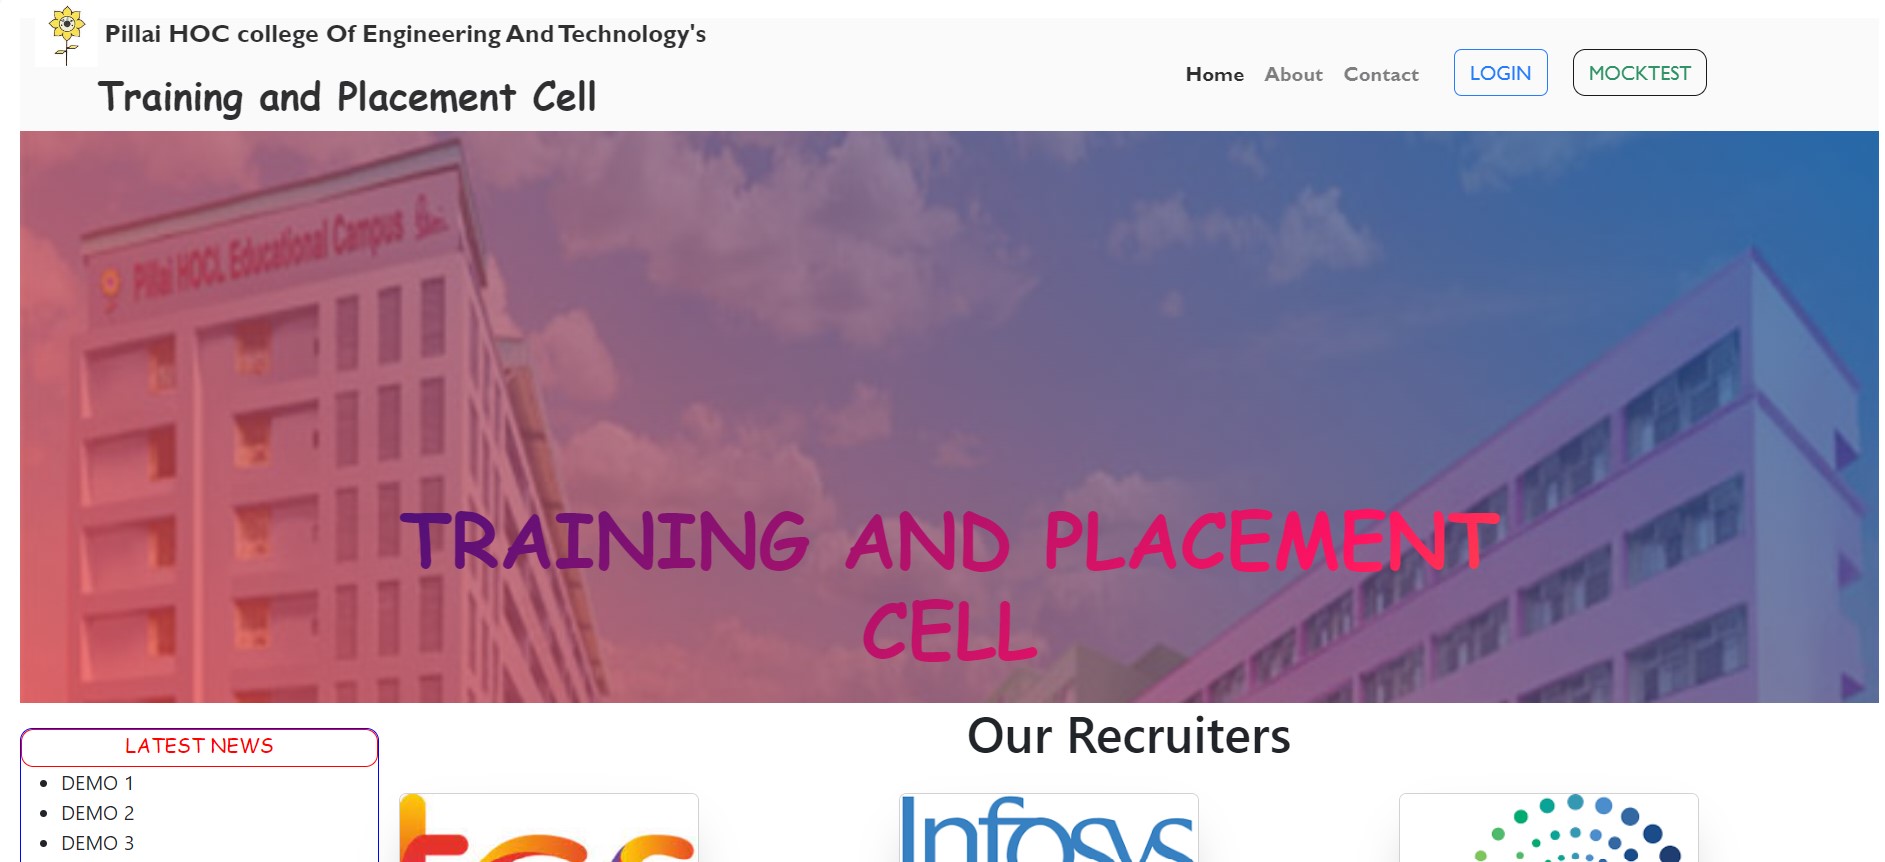 Pillai HOC college Of Engineering And Technology's
Training and Placement Cell
Home About Contact LOGIN MOCKTEST
Pillai HOCL Educational Campus
TRAINING AND PLACEMENT
CELL
Our Recruiters
LATEST NEWS
DEMO 1
DEMO 2
DEMO 3
tcs
Infosys